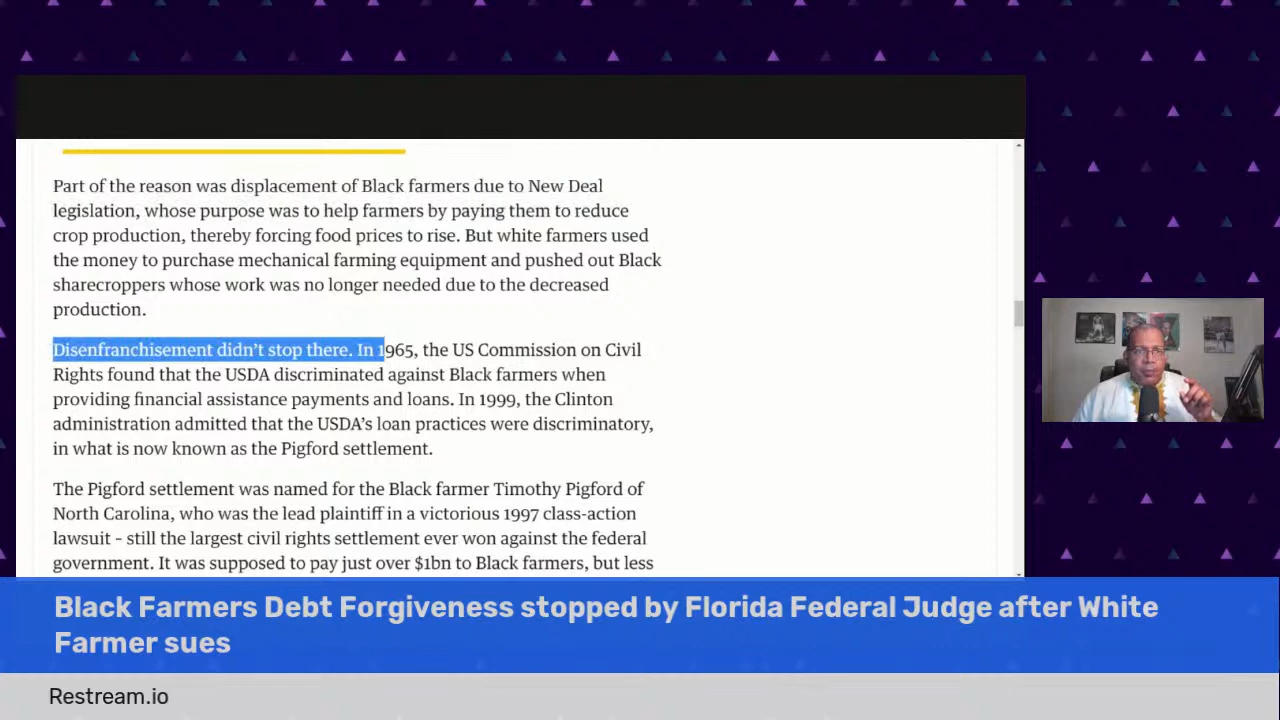 Part of the reason was displacement of Black farmers due to New Deal
legislation, whose purpose was to help farmers by paying them to reduce
crop production, thereby forcing food prices to rise. But white farmers used
the money to purchase mechanical farming equipment and pushed out Black
sharecroppers whose work was no longer needed due to the decreased
production.
Disenfranchisement didn’t stop there. In 1965, the US Commission on Civil
Rights found that the USDA discriminated against Black farmers when
providing financial assistance payments and loans. In 1999, the Clinton
administration admitted that the USDA’s loan practices were discriminatory,
in what is now known as the Pigford settlement.
The Pigford settlement was named for the Black farmer Timothy Pigford of
North Carolina, who was the lead plaintiff in a victorious 1997 class-action
lawsuit – still the largest civil rights settlement ever won against the federal
government. It was supposed to pay just over $1bn to Black farmers, but less
Black Farmers Debt Forgiveness stopped by Florida Federal Judge after White
Farmer sues
Restream.io